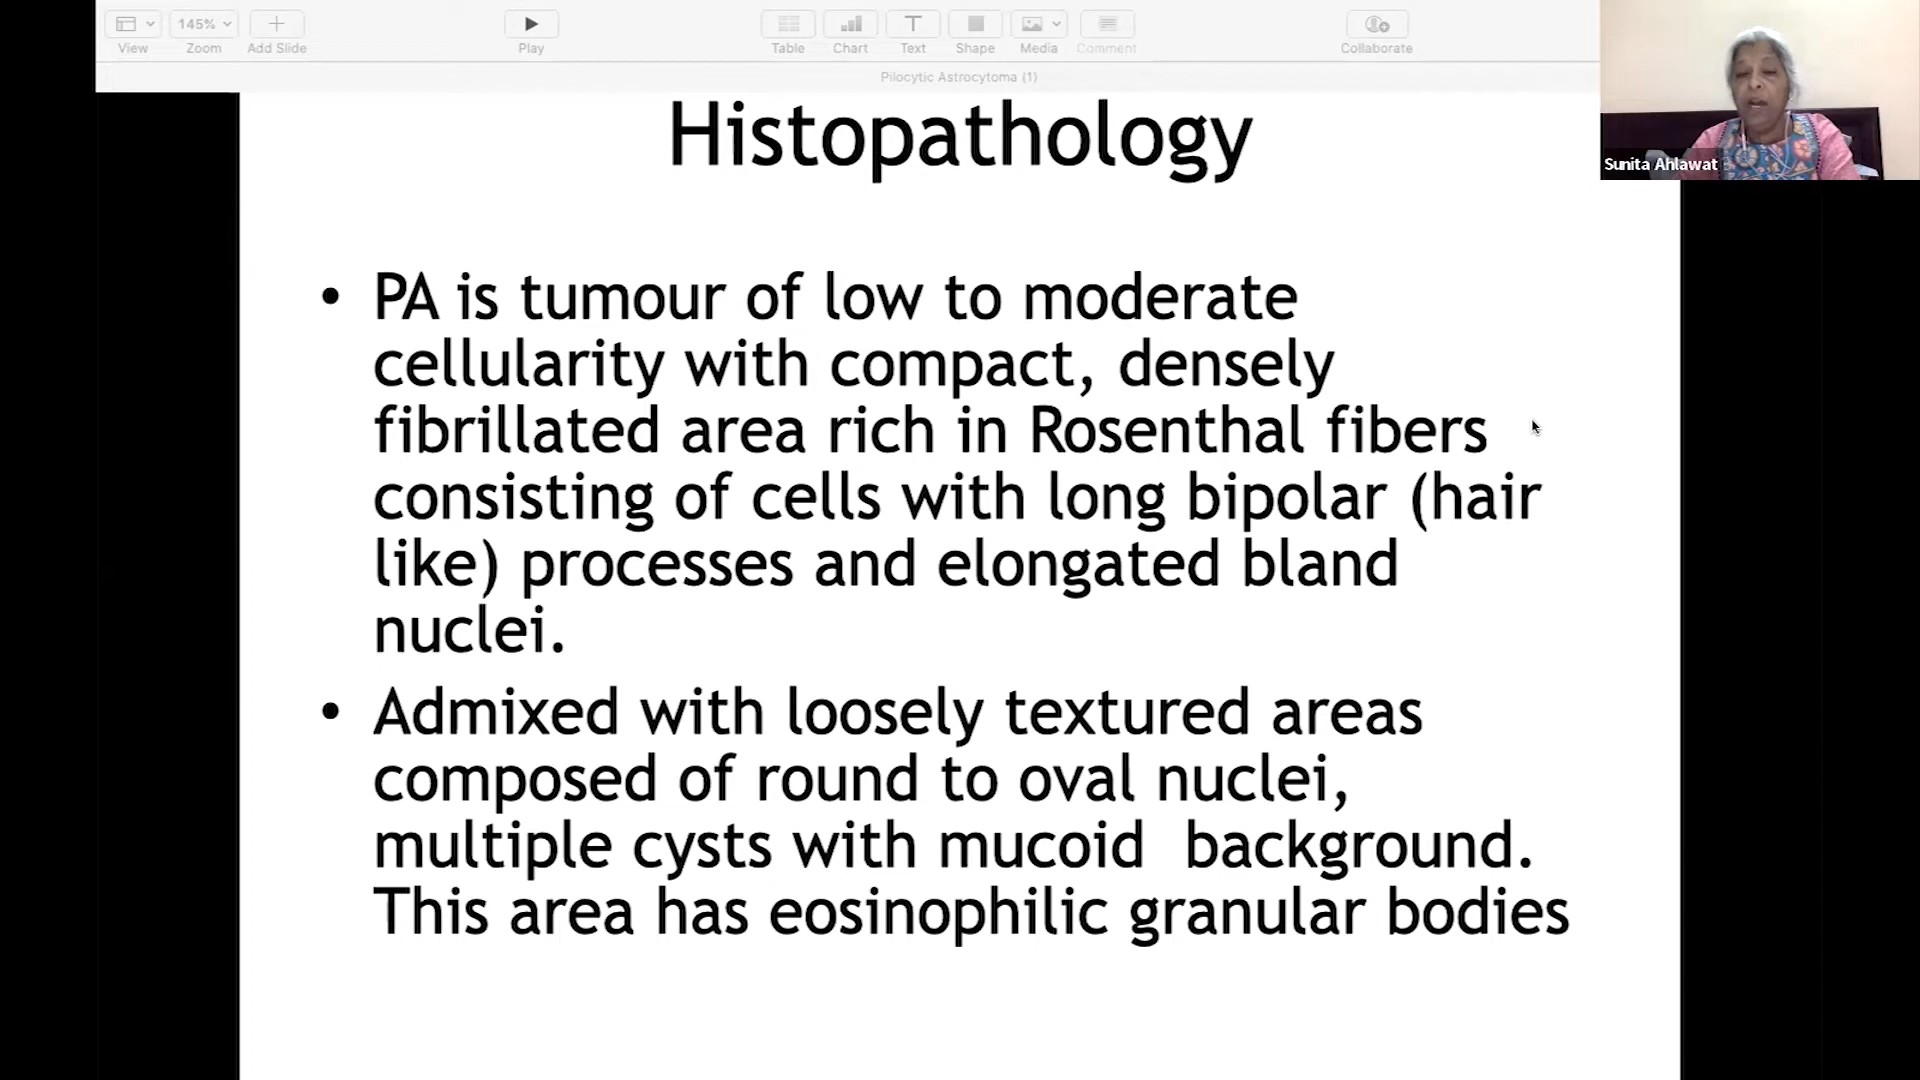 145%
View
Zoom
Add Slide
Play
Table
Chart
Text
Shape
Media
Comment
Collaborate
Pilocytic Astrocytoma (1)
Sunita Ahlawat
Histopathology
• PA is tumour of low to moderate
cellularity with compact, densely
fibrillated area rich in Rosenthal fibers
consisting of cells with long bipolar (hair
like) processes and elongated bland
nuclei.
• Admixed with loosely textured areas
composed of round to oval nuclei,
multiple cysts with mucoid  background.
This area has eosinophilic granular bodies